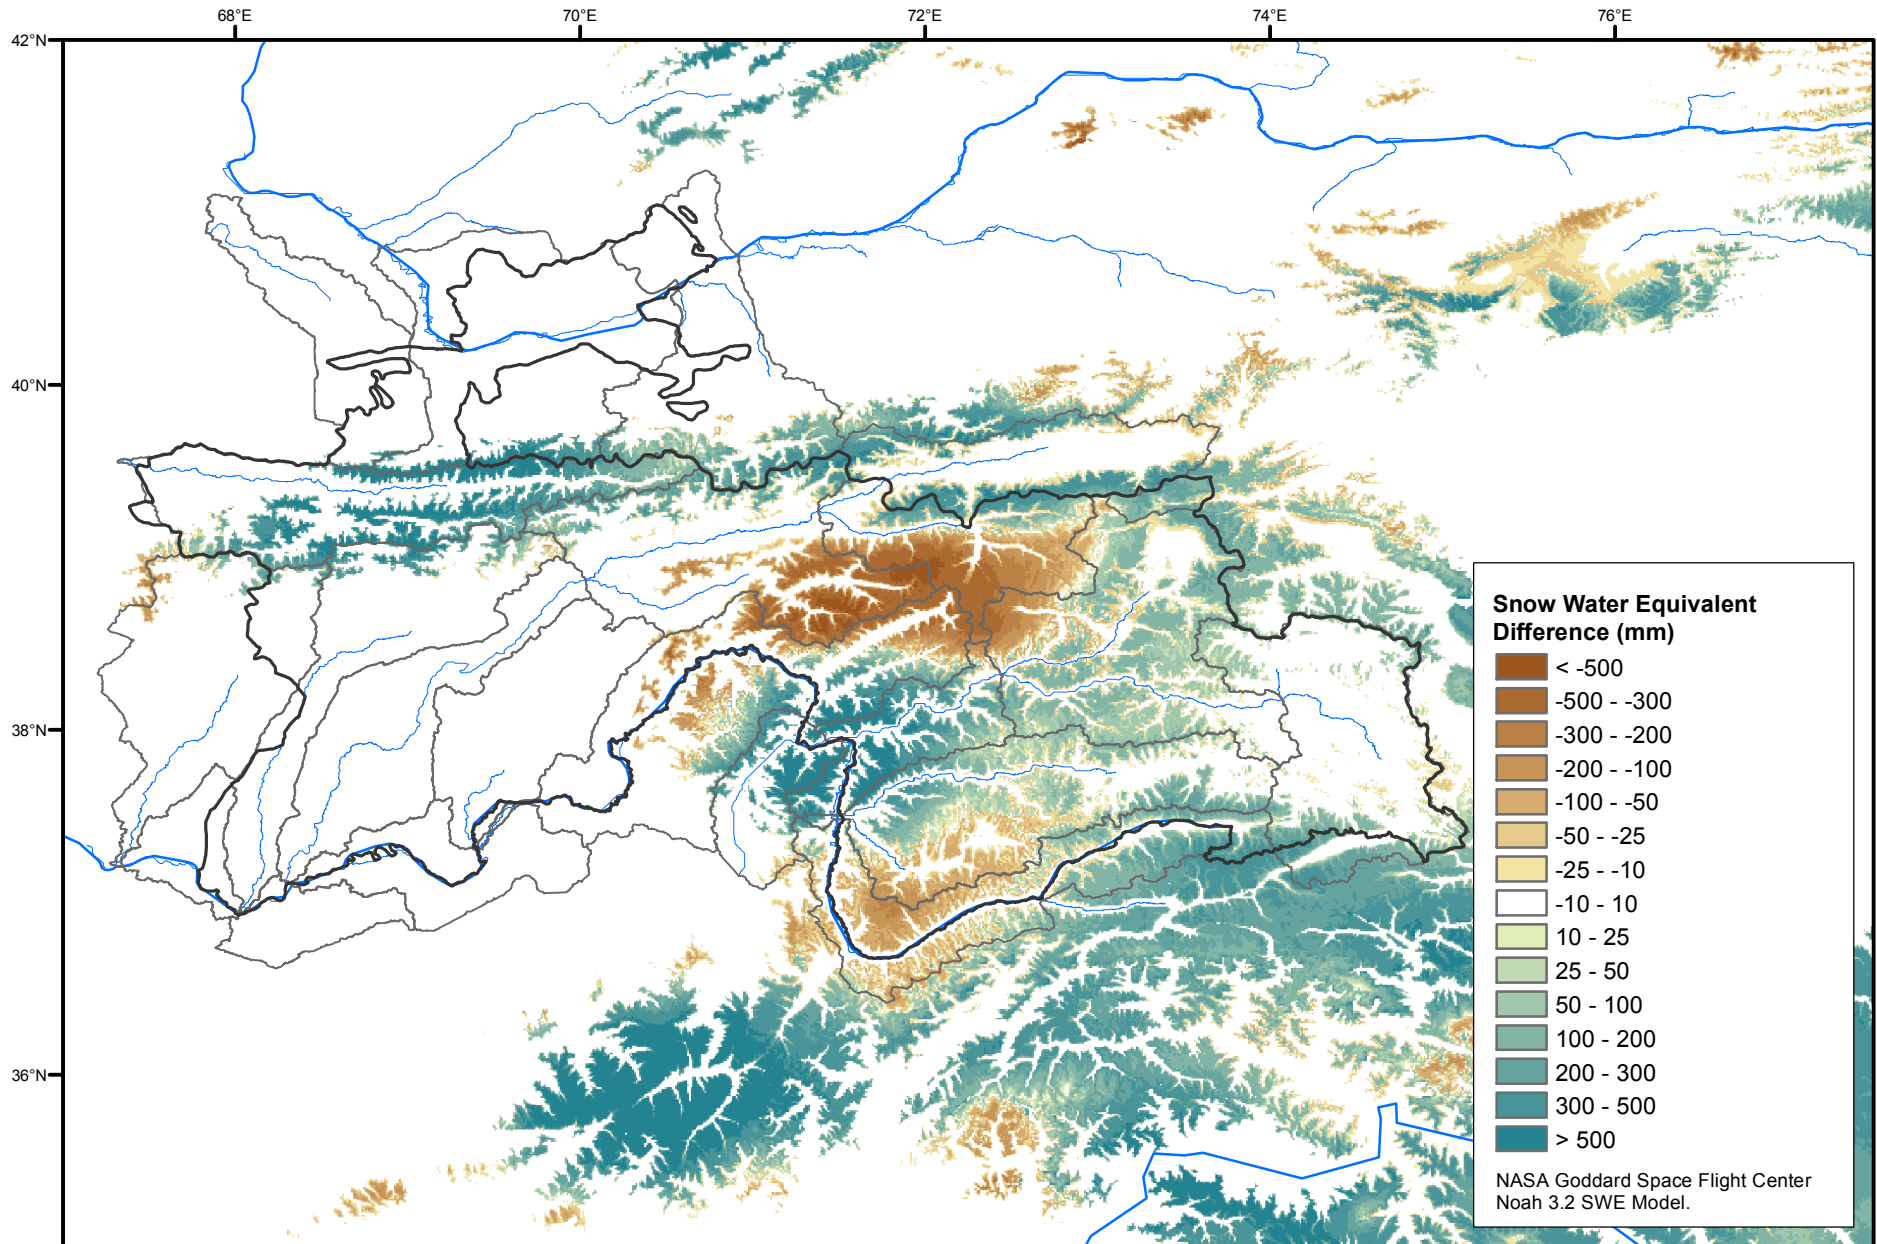 68°E
70°E
72°E
74°E
76°E
42°N
40°N
38°N
36°N
Snow Water Equivalent
Difference (mm)
< -500
-500 - -300
-300 - -200
-200 - -100
-100 - -50
-50 - -25
-25 - -10
-10 - 10
10 - 25
25 - 50
50 - 100
100 - 200
200 - 300
300 - 500
> 500
NASA Goddard Space Flight Center
Noah 3.2 SWE Model.